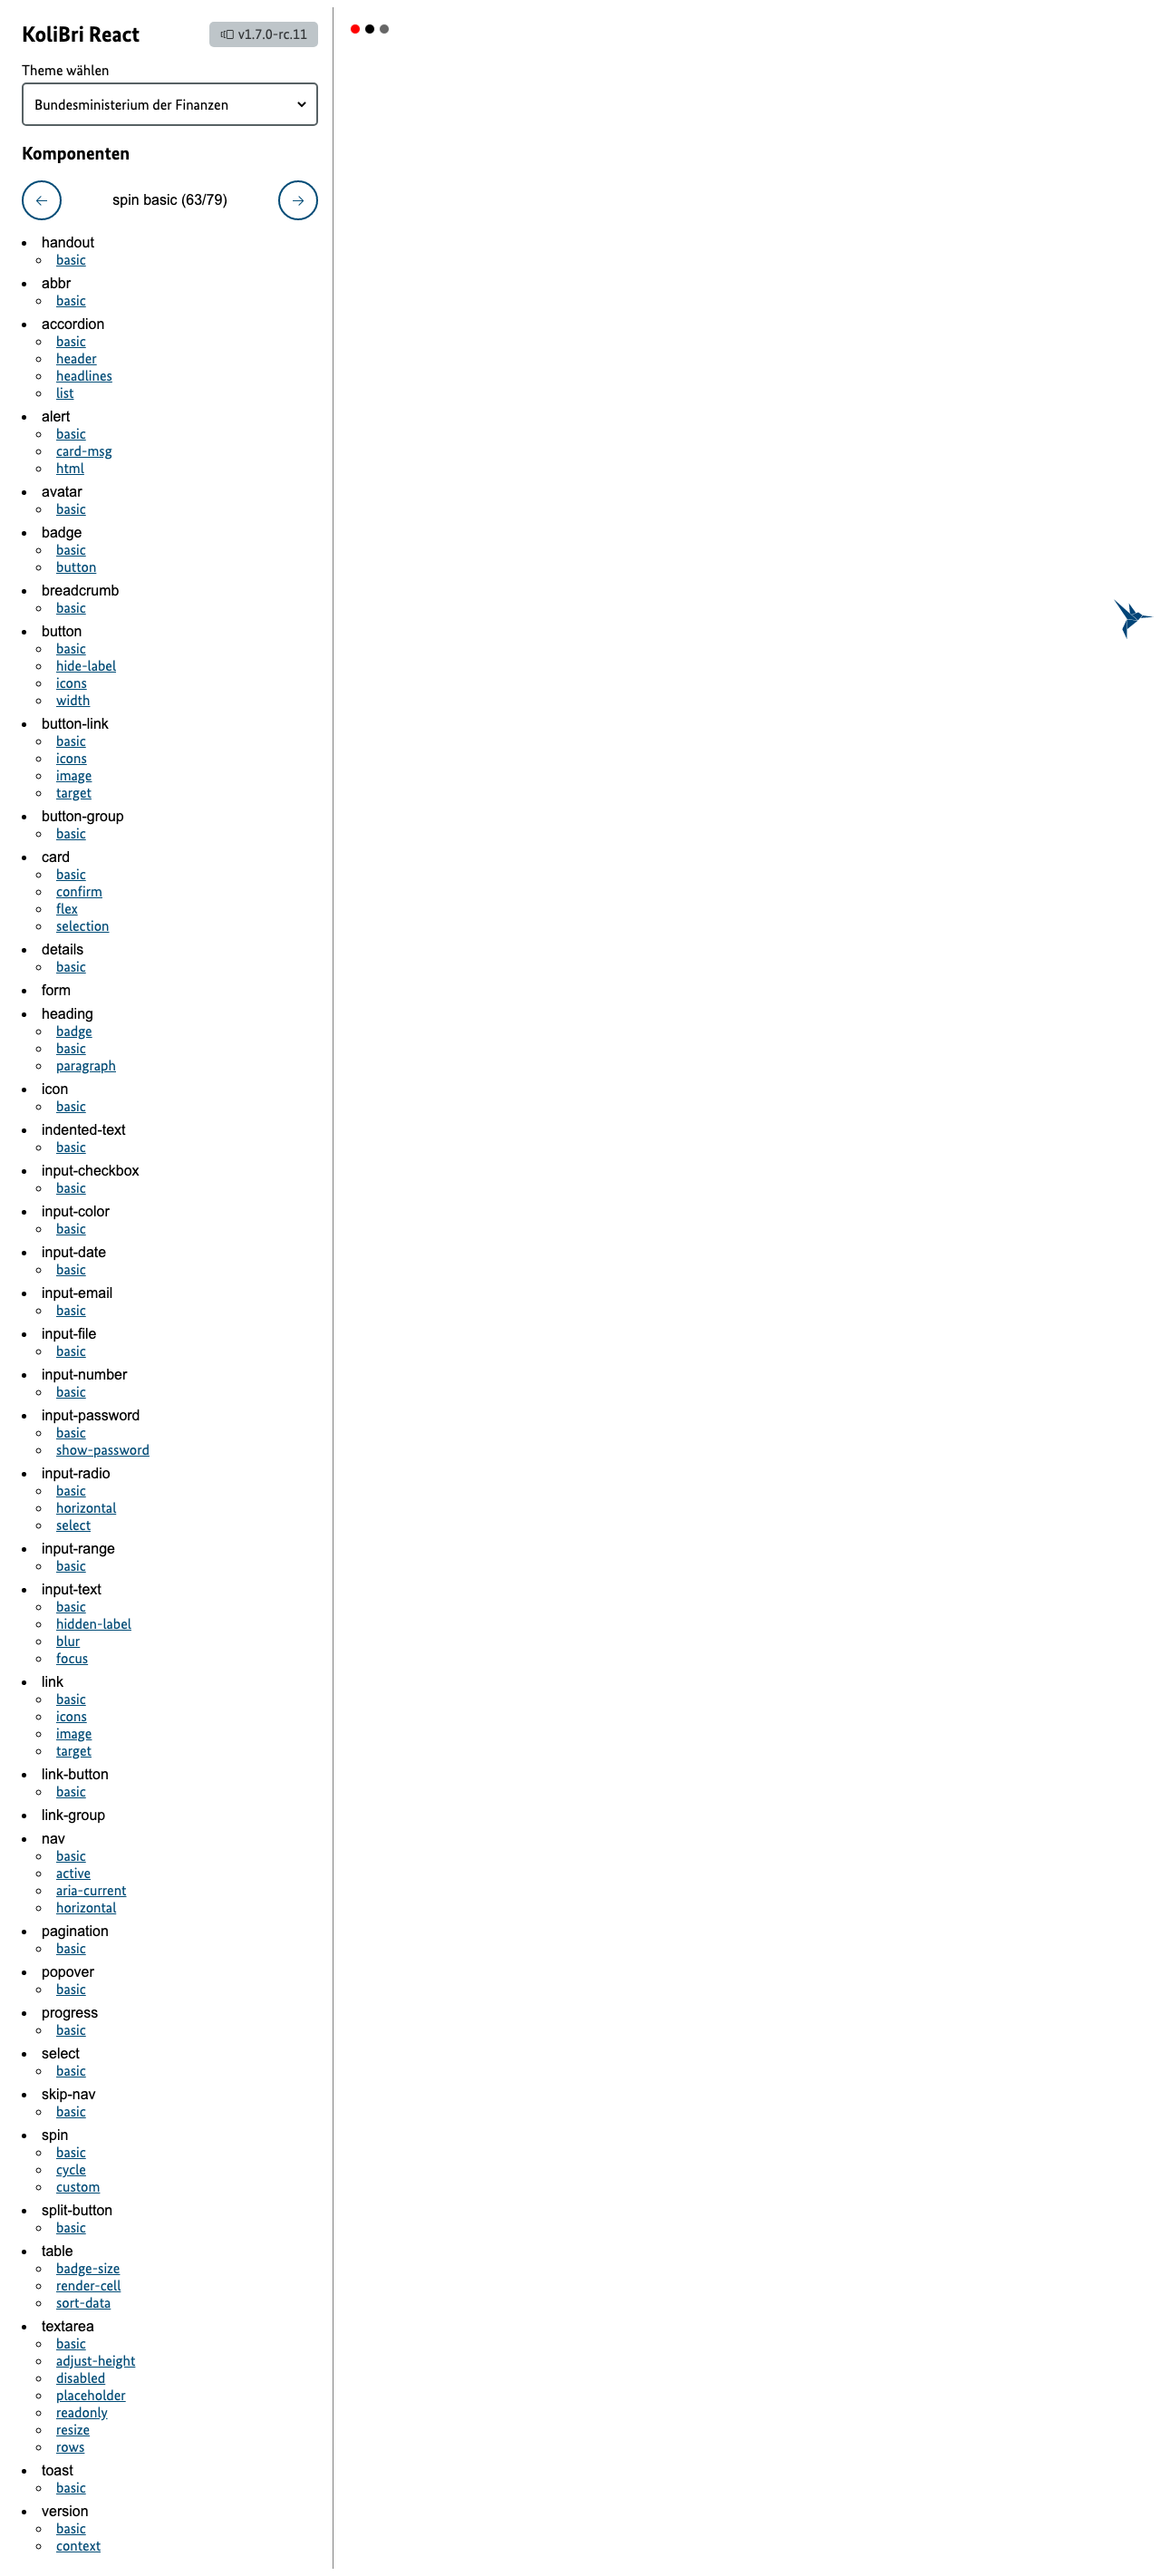 KoliBri React
v1.7.0-rc.11
Theme wählen
Bundesministerium der Finanzen
Komponenten
spin basic (63/79)
handout
basic
abbr
basic
accordion
basic
header
headlines
list
alert
basic
card-msg
html
avatar
basic
badge
basic
button
breadcrumb
basic
button
basic
hide-label
icons
width
button-link
basic
icons
image
target
button-group
basic
card
basic
confirm
flex
selection
details
basic
form
heading
badge
basic
paragraph
icon
basic
indented-text
basic
input-checkbox
basic
input-color
basic
input-date
basic
input-email
basic
input-file
basic
input-number
basic
input-password
basic
show-password
input-radio
basic
horizontal
select
input-range
basic
input-text
basic
hidden-label
blur
focus
link
basic
icons
image
target
link-button
basic
link-group
nav
basic
active
aria-current
horizontal
pagination
basic
popover
basic
progress
basic
select
basic
skip-nav
basic
spin
basic
cycle
custom
split-button
basic
table
badge-size
render-cell
sort-data
textarea
basic
adjust-height
disabled
placeholder
readonly
resize
rows
toast
basic
version
basic
context